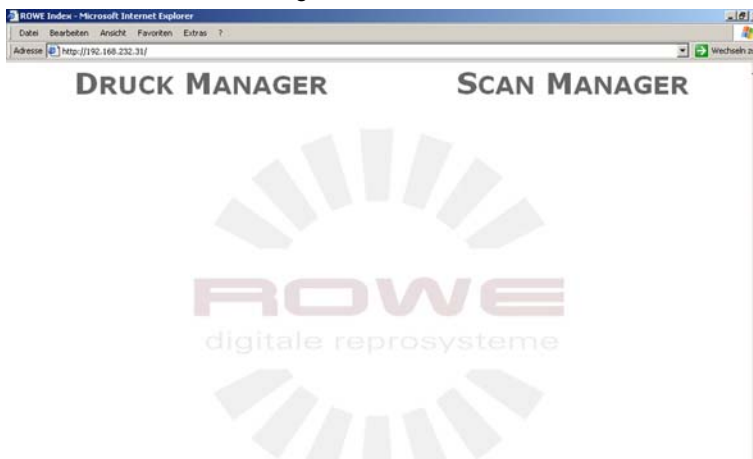 ROWE Index - Microsoft Internet Explorer
Datei Bearbeiten Ansicht Favoriten Extras ?
Adresse http://192.168.232.31/ Wechseln z
DRUCK MANAGER SCAN MANAGER
ROWE
digitale reprosysteme